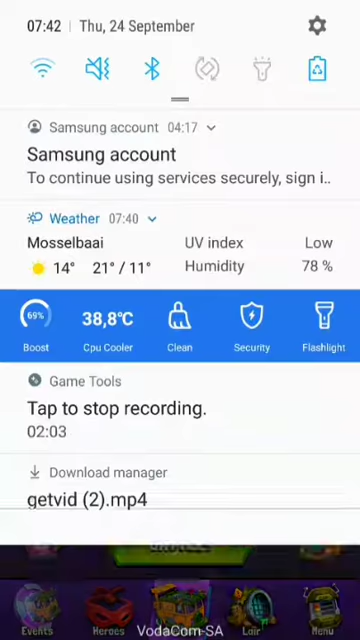 07:42 | Thu, 24 September
Samsung account 04:17
Samsung account
To continue using services securely, sign i..
Weather 07:40
Mosselbaai UV index Low
14° 21° / 11° Humidity 78 %
69% 38,8°C
Boost Cpu Cooler Clean Security Flashlight
Game Tools
Tap to stop recording.
02:03
Download manager
getvid (2).mp4
Events Heroes Lair Menu
VodaCom-SA